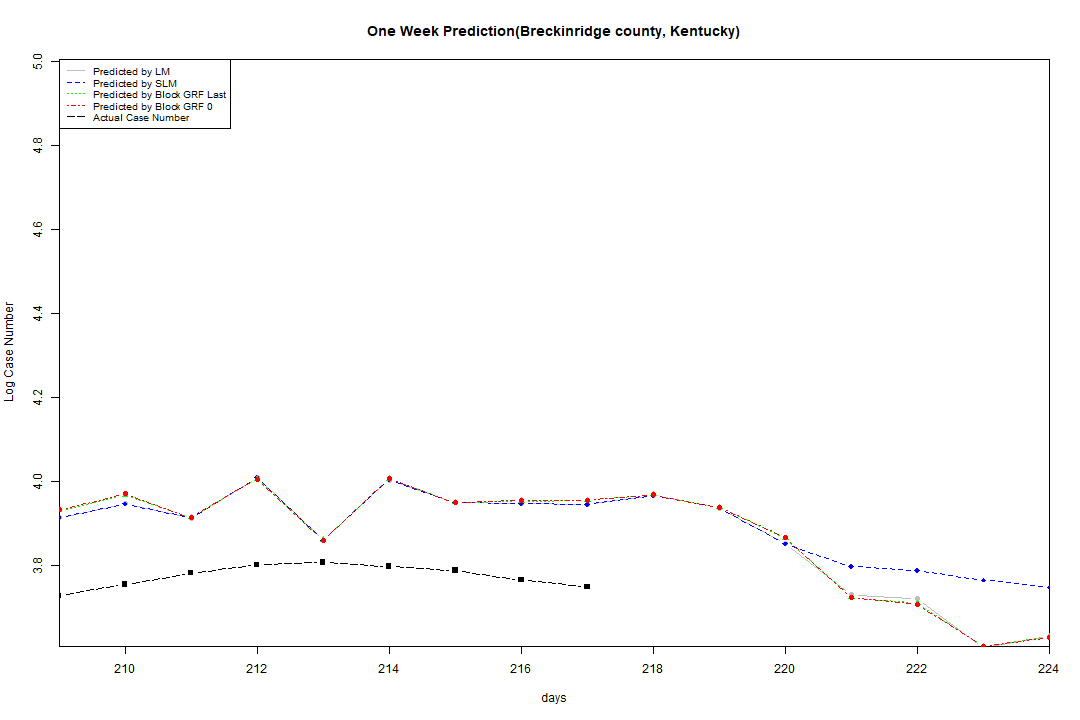 One Week Prediction(Breckinridge county, Kentucky)
Predicted by LM
Predicted by SLM
Predicted by Block GRF Last
Predicted by Block GRF 0
Actual Case Number
5.0
4.8
4.6
4.4
4.2
4.0
3.8
Log Case Number
210 212 214 216 218 220 222 224
days